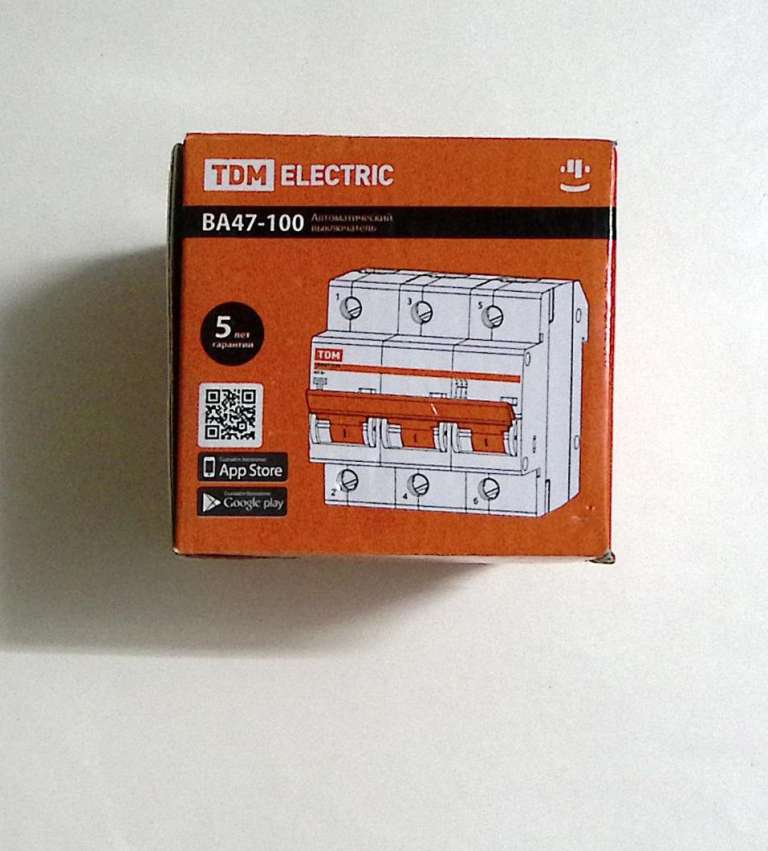 TDM ELECTRIC
ВА47-100 Автоматический
выключатель
1 3 5
5 лет
гарантии
TDM
App Store
Google play
2 4 6